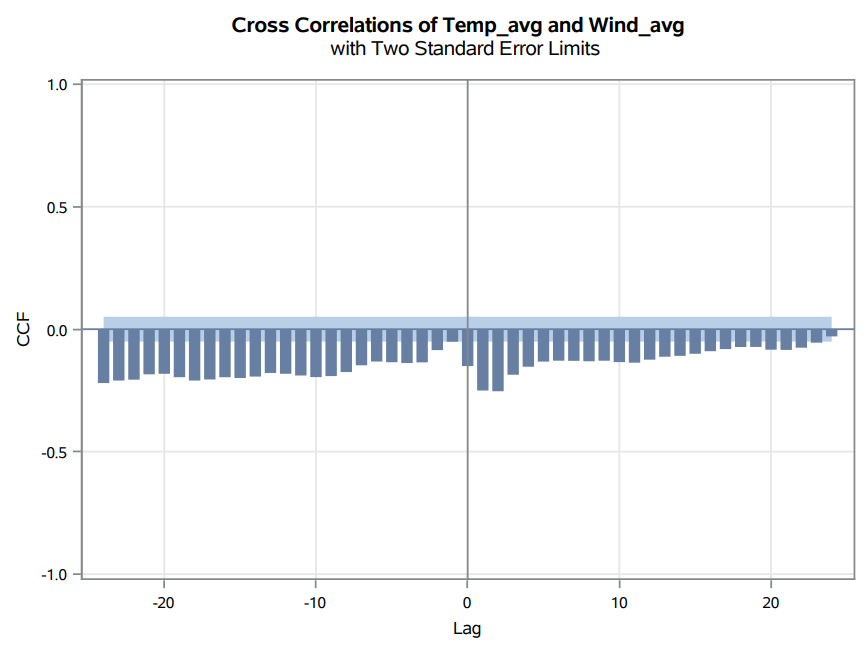 Cross Correlations of Temp_avg and Wind_avg
with Two Standard Error Limits
1.0
0.5
0.0
-0.5
-1.0
CCF
-20
-10
0
10
20
Lag